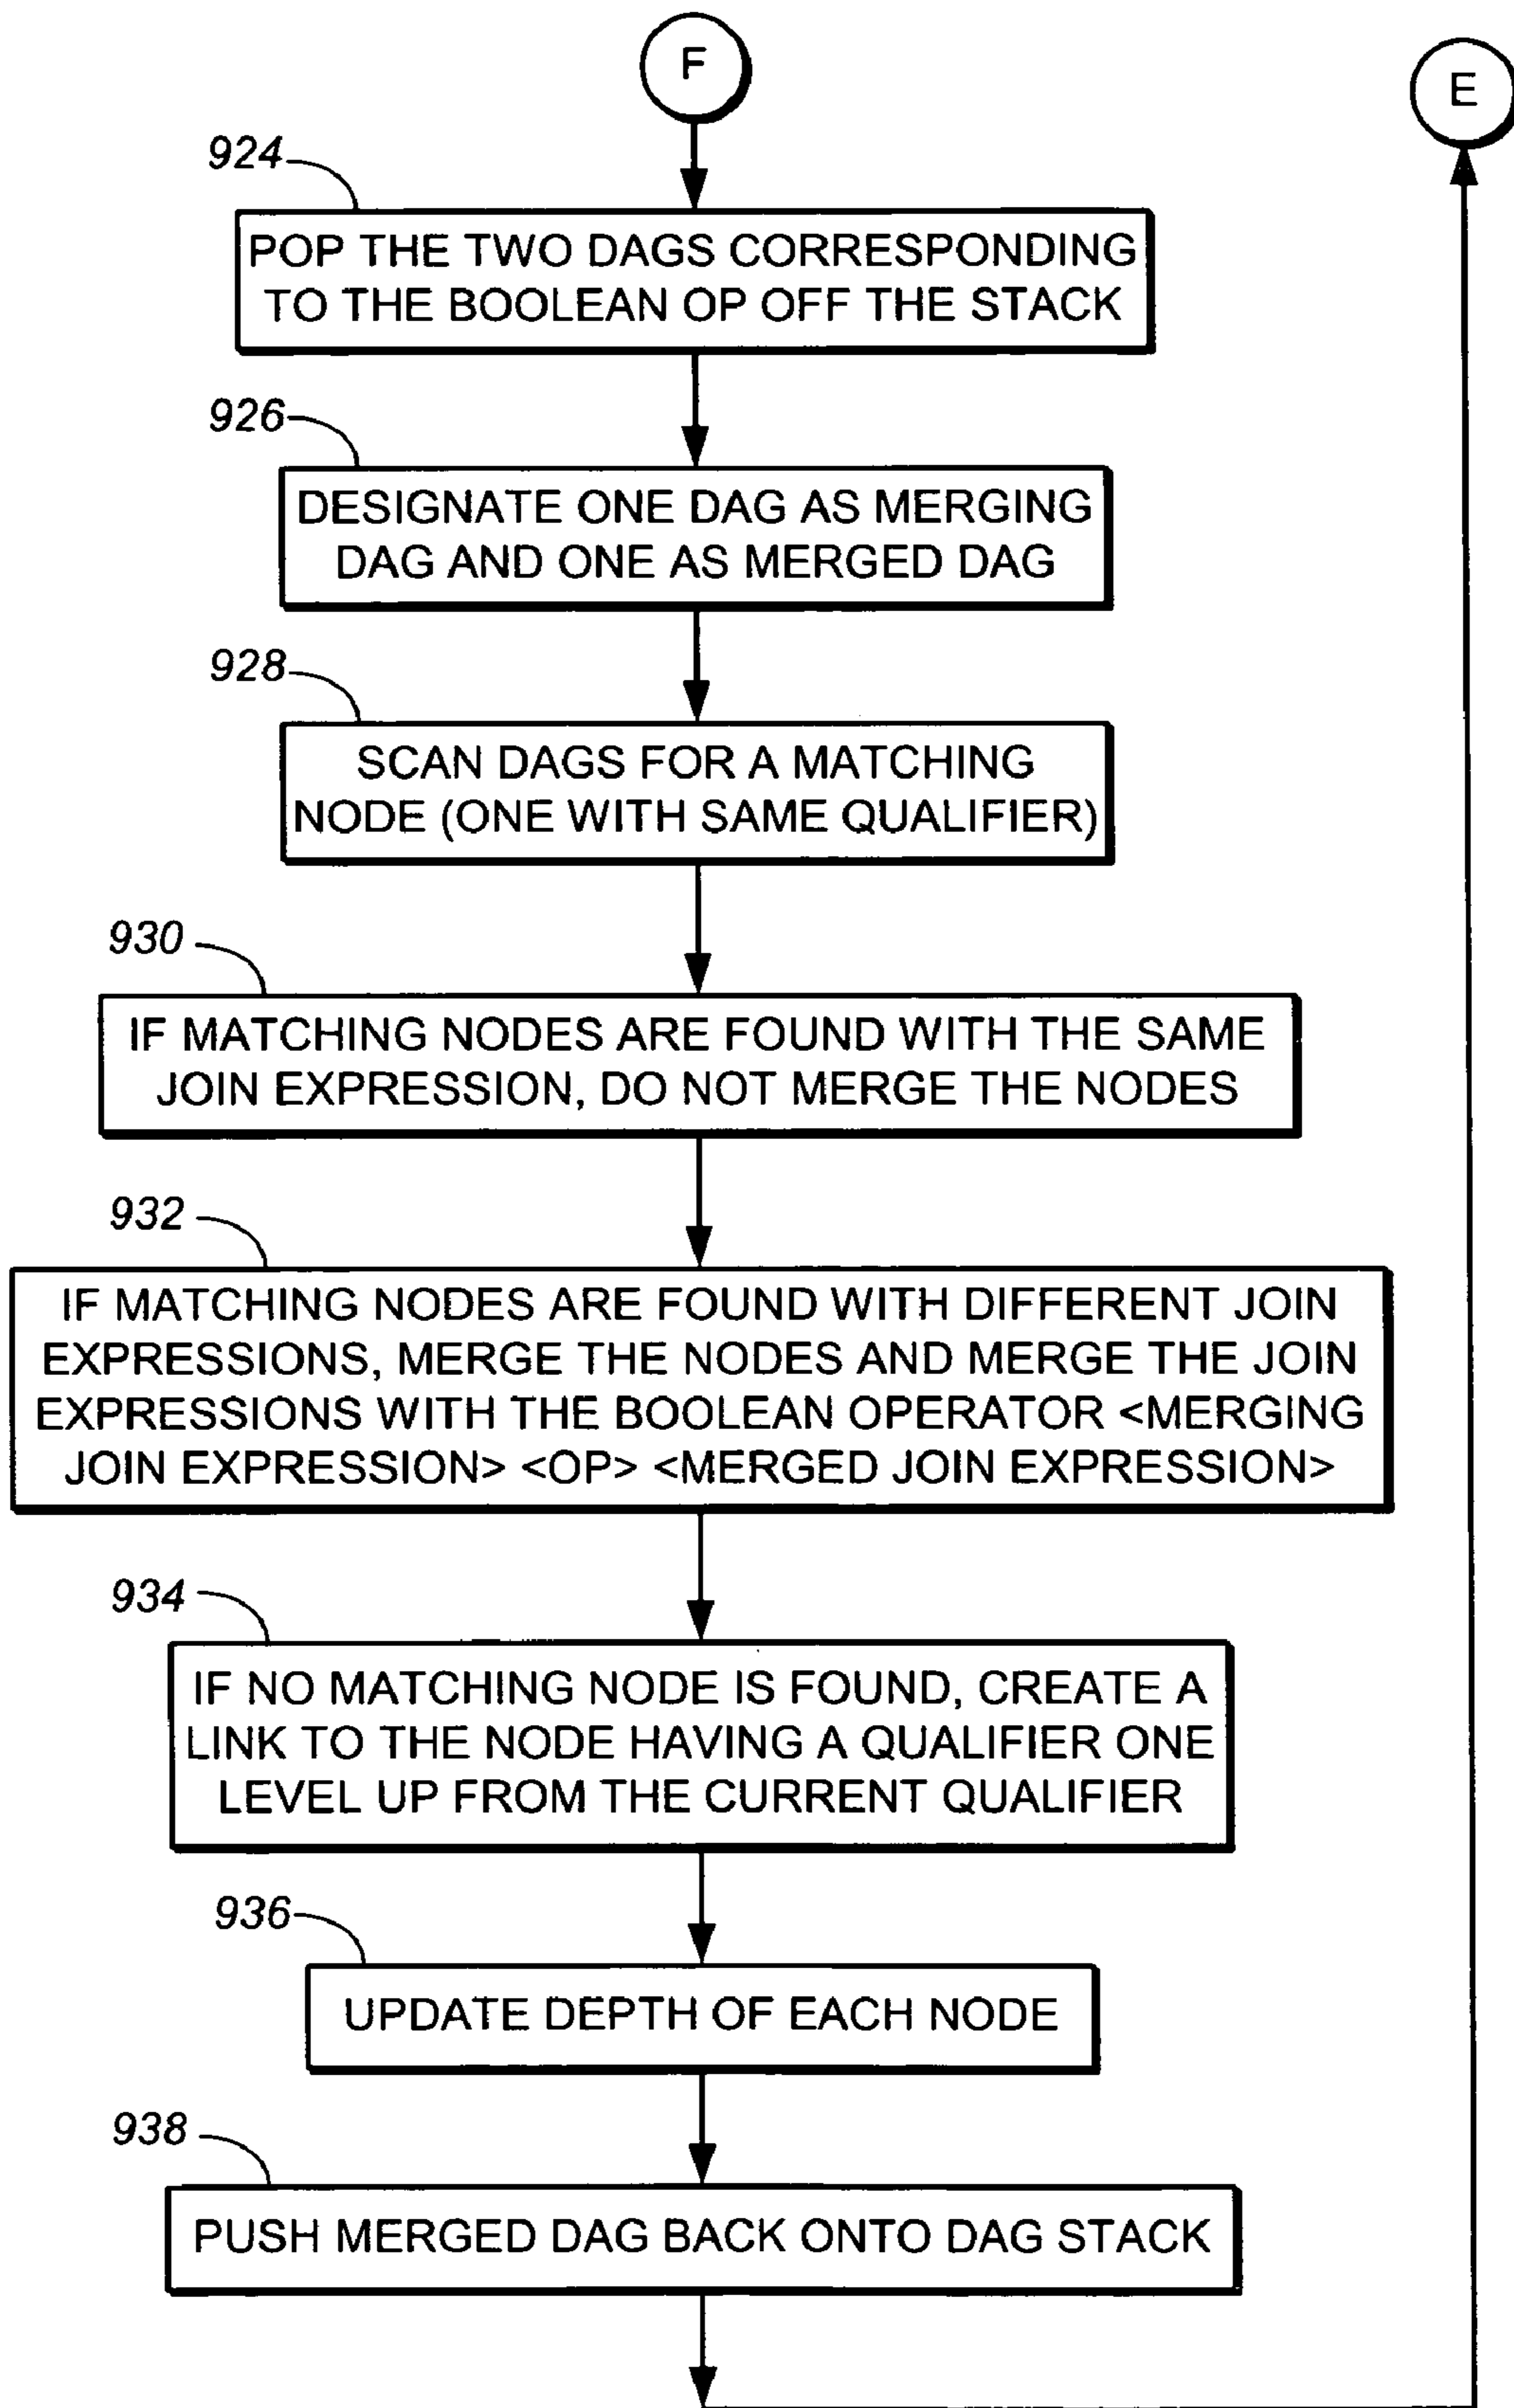 F
E
924
POP THE TWO DAGS CORRESPONDING
TO THE BOOLEAN OP OFF THE STACK
926
DESIGNATE ONE DAG AS MERGING
DAG AND ONE AS MERGED DAG
928
SCAN DAGS FOR A MATCHING
NODE (ONE WITH SAME QUALIFIER)
930
IF MATCHING NODES ARE FOUND WITH THE SAME
JOIN EXPRESSION, DO NOT MERGE THE NODES
932
IF MATCHING NODES ARE FOUND WITH DIFFERENT JOIN
EXPRESSIONS, MERGE THE NODES AND MERGE THE JOIN
EXPRESSIONS WITH THE BOOLEAN OPERATOR <MERGING
JOIN EXPRESSION> <OP> <MERGED JOIN EXPRESSION>
934
IF NO MATCHING NODE IS FOUND, CREATE A
LINK TO THE NODE HAVING A QUALIFIER ONE
LEVEL UP FROM THE CURRENT QUALIFIER
936
UPDATE DEPTH OF EACH NODE
938
PUSH MERGED DAG BACK ONTO DAG STACK